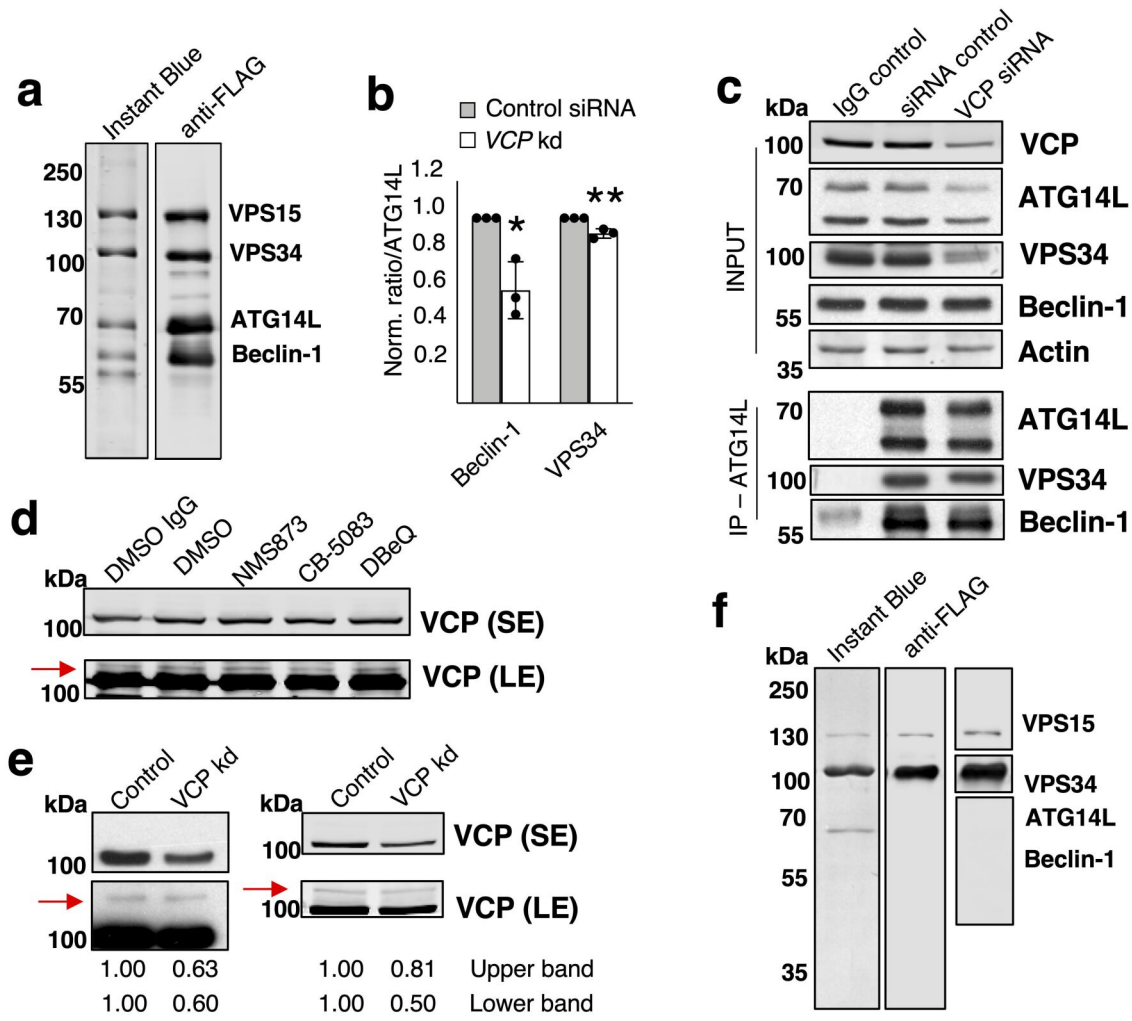 a
Instant Blue
anti-FLAG
250
130
100
70
55
VPS15
VPS34
ATG14L
Beclin-1
b
Control siRNA
VCP kd
Norm. ratio/ATG14L
1.2
1.0
0.8
0.6
0.4
0.2
*
**
Beclin-1
VPS34
c
kDa
IgG control
siRNA control
VCP siRNA
INPUT
100
VCP
70
ATG14L
100
VPS34
55
Beclin-1
35
Actin
IP – ATG14L
70
ATG14L
100
VPS34
55
Beclin-1
d
kDa
DMSO IgG
DMSO
NMS873
CB-5083
DBeQ
100
VCP (SE)
100
VCP (LE)
e
kDa
Control
VCP kd
100
100
1.00 0.63
1.00 0.60
kDa
Control
VCP kd
100
VCP (SE)
100
VCP (LE)
1.00 0.81 Upper band
1.00 0.50 Lower band
f
kDa
Instant Blue
anti-FLAG
250
130
100
70
55
35
VPS15
VPS34
ATG14L
Beclin-1